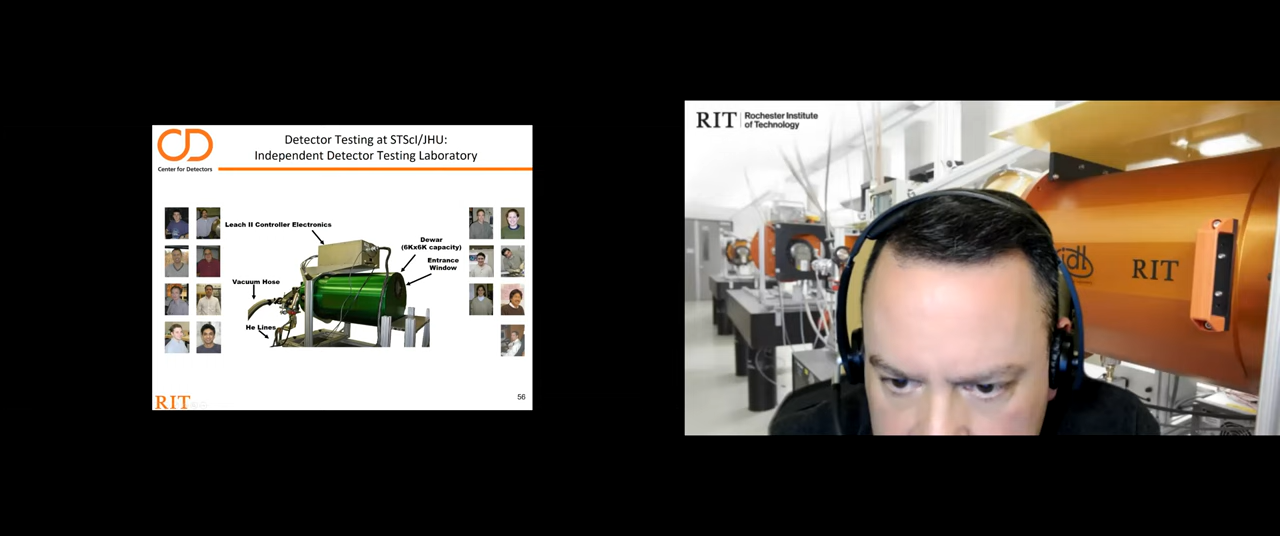 Center for Detectors
Detector Testing at STScI/JHU:
Independent Detector Testing Laboratory
Leach II Controller Electronics
Dewar
(6Kx6K capacity)
Entrance
Window
Vacuum Hose
He Lines
RIT
56
RIT
Rochester Institute
of Technology
idl
RIT